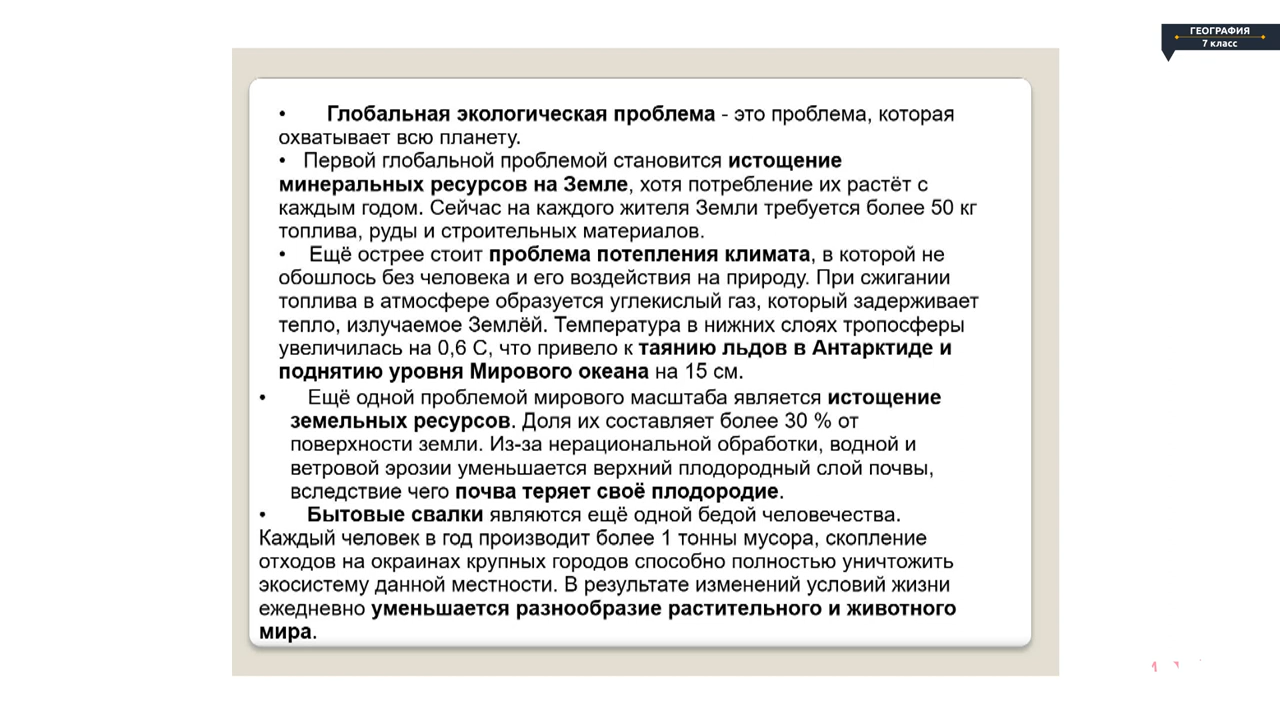 ГЕОГРАФИЯ
7 класс
• Глобальная экологическая проблема - это проблема, которая
охватывает всю планету.
• Первой глобальной проблемой становится истощение
минеральных ресурсов на Земле, хотя потребление их растёт с
каждым годом. Сейчас на каждого жителя Земли требуется более 50 кг
топлива, руды и строительных материалов.
• Ещё острее стоит проблема потепления климата, в которой не
обошлось без человека и его воздействия на природу. При сжигании
топлива в атмосфере образуется углекислый газ, который задерживает
тепло, излучаемое Землёй. Температура в нижних слоях тропосферы
увеличилась на 0,6 С, что привело к таянию льдов в Антарктиде и
поднятию уровня Мирового океана на 15 см.
• Ещё одной проблемой мирового масштаба является истощение
земельных ресурсов. Доля их составляет более 30 % от
поверхности земли. Из-за нерациональной обработки, водной и
ветровой эрозии уменьшается верхний плодородный слой почвы,
вследствие чего почва теряет своё плодородие.
• Бытовые свалки являются ещё одной бедой человечества.
Каждый человек в год производит более 1 тонны мусора, скопление
отходов на окраинах крупных городов способно полностью уничтожить
экосистему данной местности. В результате изменений условий жизни
ежедневно уменьшается разнообразие растительного и животного
мира.